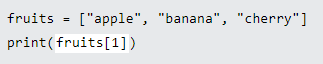 fruits = ["apple", "banana", "cherry"]
print(fruits[1])